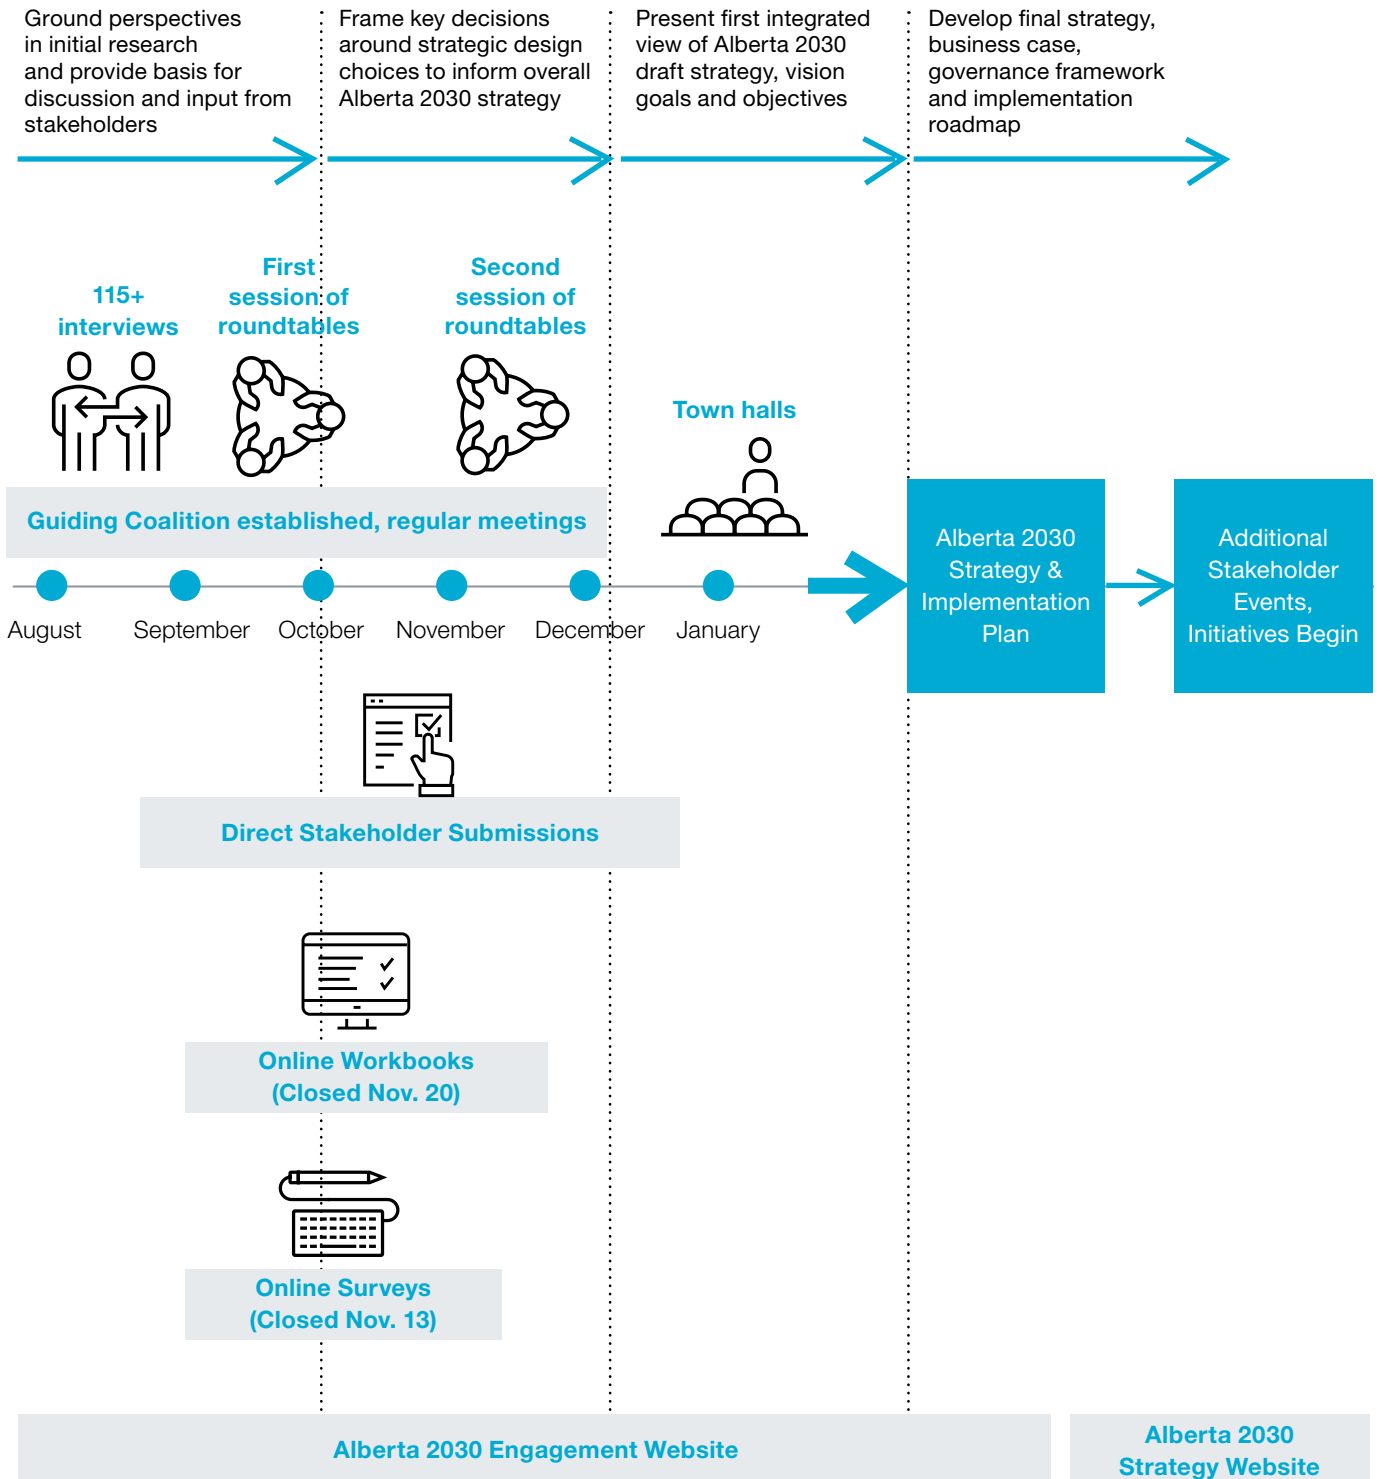 Ground perspectives
in initial research
and provide basis for
discussion and input from
stakeholders
Frame key decisions
around strategic design
choices to inform overall
Alberta 2030 strategy
Present first integrated
view of Alberta 2030
draft strategy, vision
goals and objectives
Develop final strategy,
business case,
governance framework
and implementation
roadmap
115+
interviews
First
session of
roundtables
Second
session of
roundtables
Town halls
Guiding Coalition established, regular meetings
August
September
October
November
December
January
Alberta 2030
Strategy &
Implementation
Plan
Additional
Stakeholder
Events,
Initiatives Begin
Direct Stakeholder Submissions
Online Workbooks
(Closed Nov. 20)
Online Surveys
(Closed Nov. 13)
Alberta 2030 Engagement Website
Alberta 2030
Strategy Website